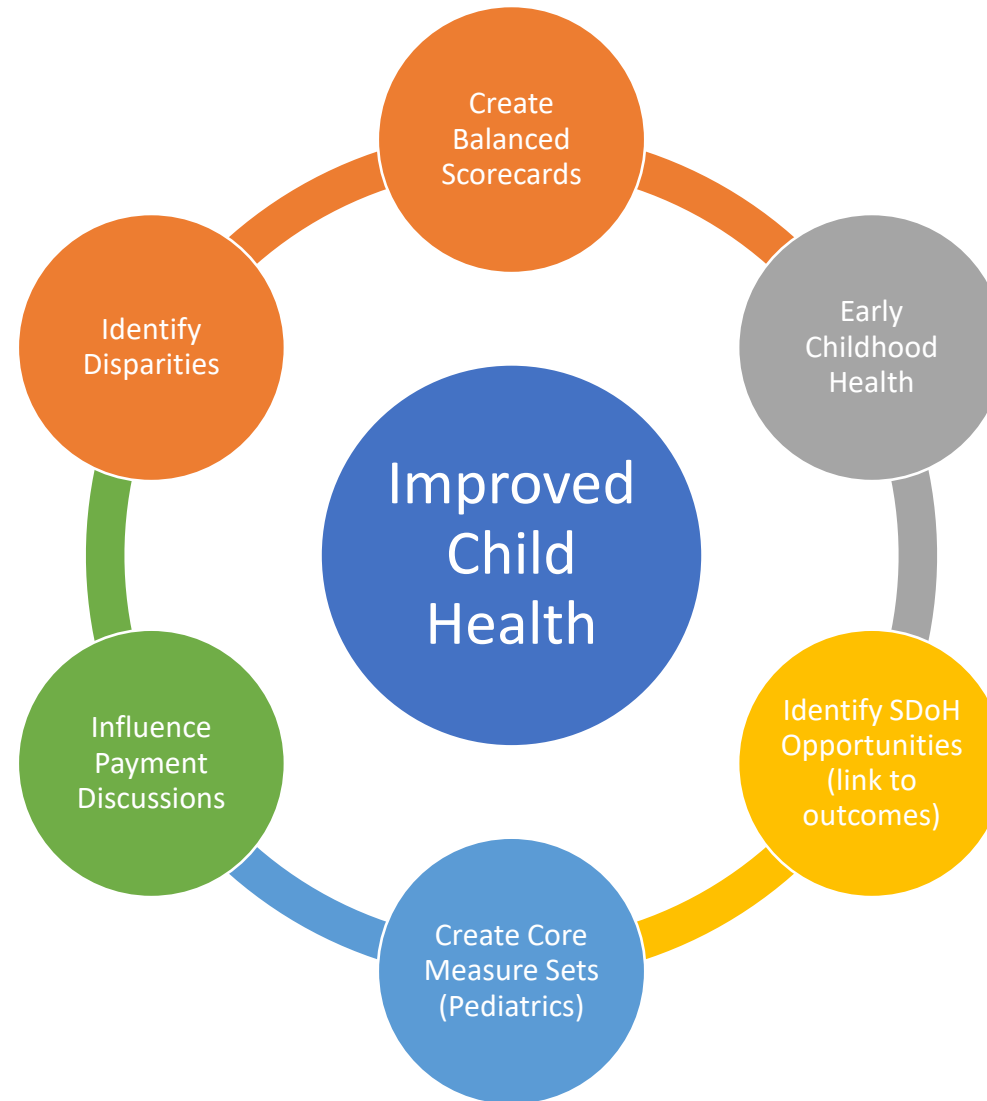 Create
Balanced
Scorecards
Early
Childhood
Health
Identify SDoH
Opportunities
(link to
outcomes)
Create Core
Measure Sets
(Pediatrics)
Influence
Payment
Discussions
Identify
Disparities
Improved
Child
Health